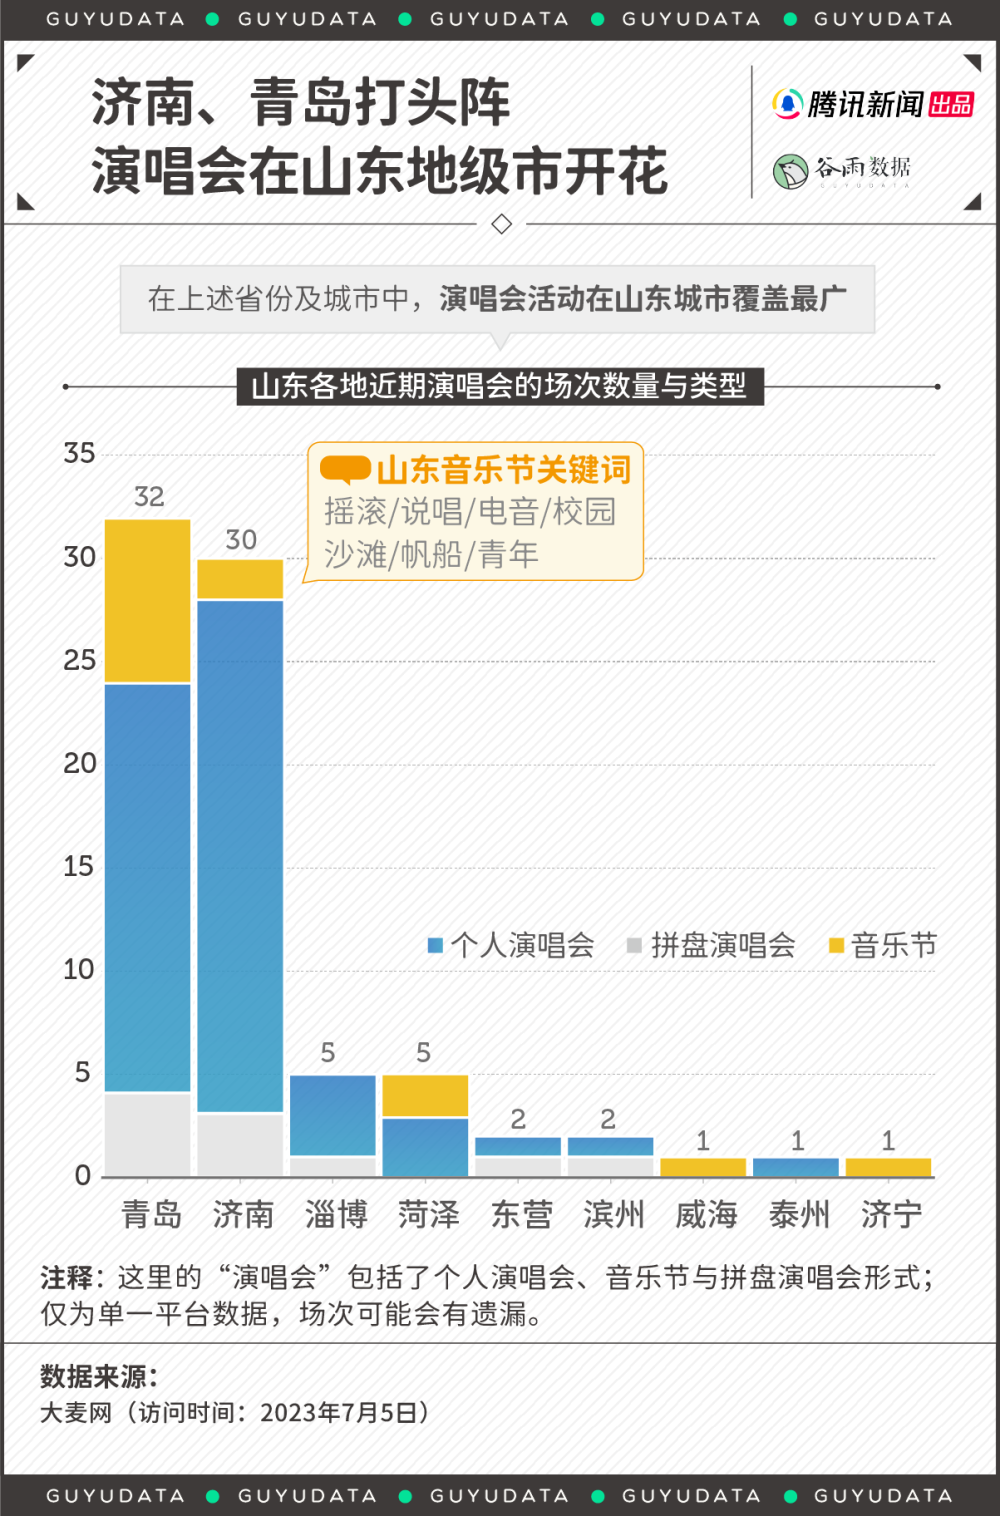 GUYUDATA GUYUDATA GUYUDATA GUYUDATA GUYUDATA
济南、青岛打头阵
演唱会在山东地级市开花
腾讯新闻 出品
谷雨数据
GUYUDATA
在上述省份及城市中，演唱会活动在山东城市覆盖最广
山东各地近期演唱会的场次数量与类型
山东音乐节关键词
摇滚/说唱/电音/校园
沙滩/帆船/青年
35
30
25
20
15
10
5
0
32
30
5
5
2
2
1
1
1
个人演唱会 拼盘演唱会 音乐节
青岛 济南 淄博 菏泽 东营 滨州 威海 泰州 济宁
注释：这里的“演唱会”包括了个人演唱会、音乐节与拼盘演唱会形式；
仅为单一平台数据，场次可能会有遗漏。
数据来源：
大麦网（访问时间：2023年7月5日）
GUYUDATA GUYUDATA GUYUDATA GUYUDATA GUYUDATA